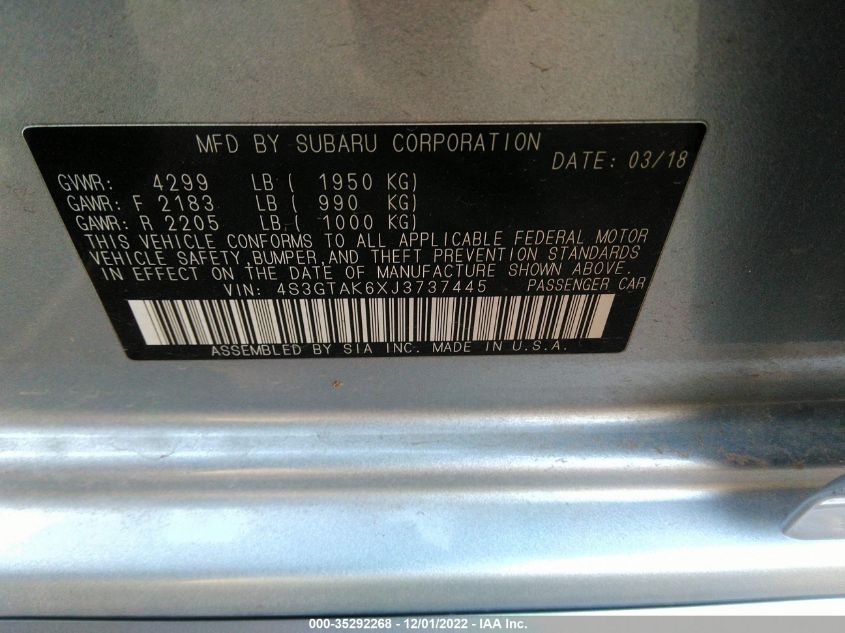 MFD BY SUBARU CORPORATION
DATE: 03/18
GVWR: 4299 LB ( 1950 KG)
GAWR: F 2183 LB ( 990 KG)
GAWR: R 2205 LB ( 1000 KG)
THIS VEHICLE CONFORMS TO ALL APPLICABLE FEDERAL MOTOR
VEHICLE SAFETY,BUMPER,AND THEFT PREVENTION STANDARDS
IN EFFECT ON THE DATE OF MANUFACTURE SHOWN ABOVE.
VIN: 4S3GTAK6XJ3737445 PASSENGER CAR
ASSEMBLED BY SIA INC. MADE IN U.S.A.
000-35292268 - 12/01/2022 - IAA Inc.